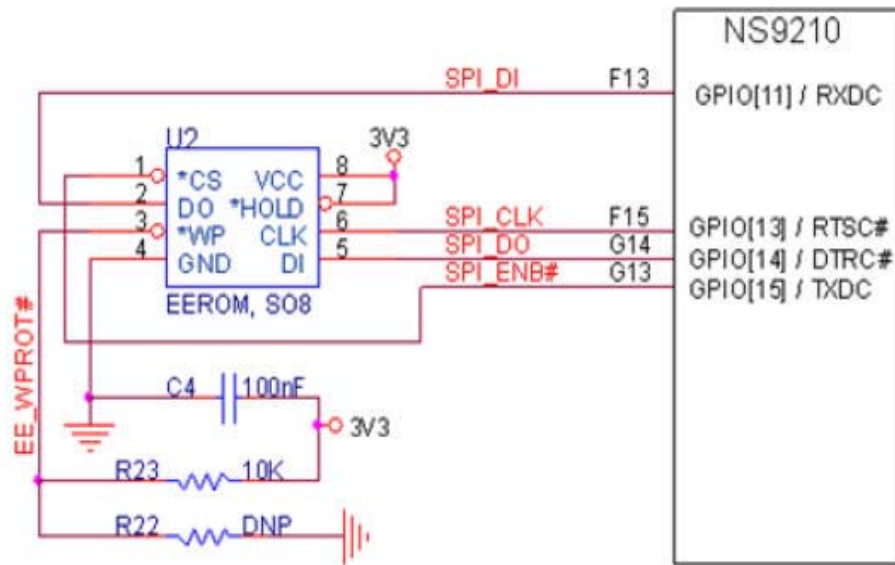 NS9210
SPI_DI F13
GPIO[11] / RXDC
U2
3V3
1 *CS VCC 8
2 DO *HOLD 7
3 *WP CLK 6
4 GND DI 5
SPI_CLK F15
GPIO[13] / RTSC#
SPI_DO G14
GPIO[14] / DTRC#
SPI_ENB# G13
GPIO[15] / TXDC
EEROM, SO8
EE_WPROT#
C4 100nF
3V3
R23 10K
R22 DNP